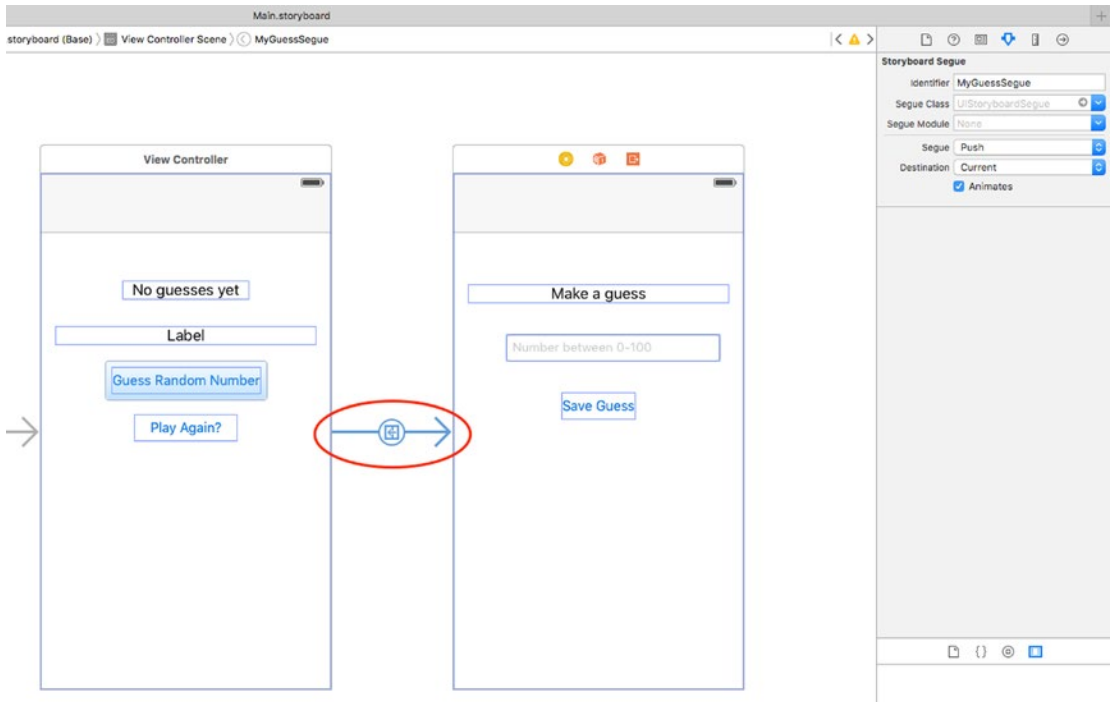 Main.storyboard
storyboard (Base) View Controller Scene MyGuessSegue
Storyboard Segue
Identifier MyGuessSegue
Segue Class UIStoryboardSegue
Segue Module None
Segue Push
Destination Current
Animates
View Controller
No guesses yet
Label
Guess Random Number
Play Again?
Make a guess
Number between 0-100
Save Guess